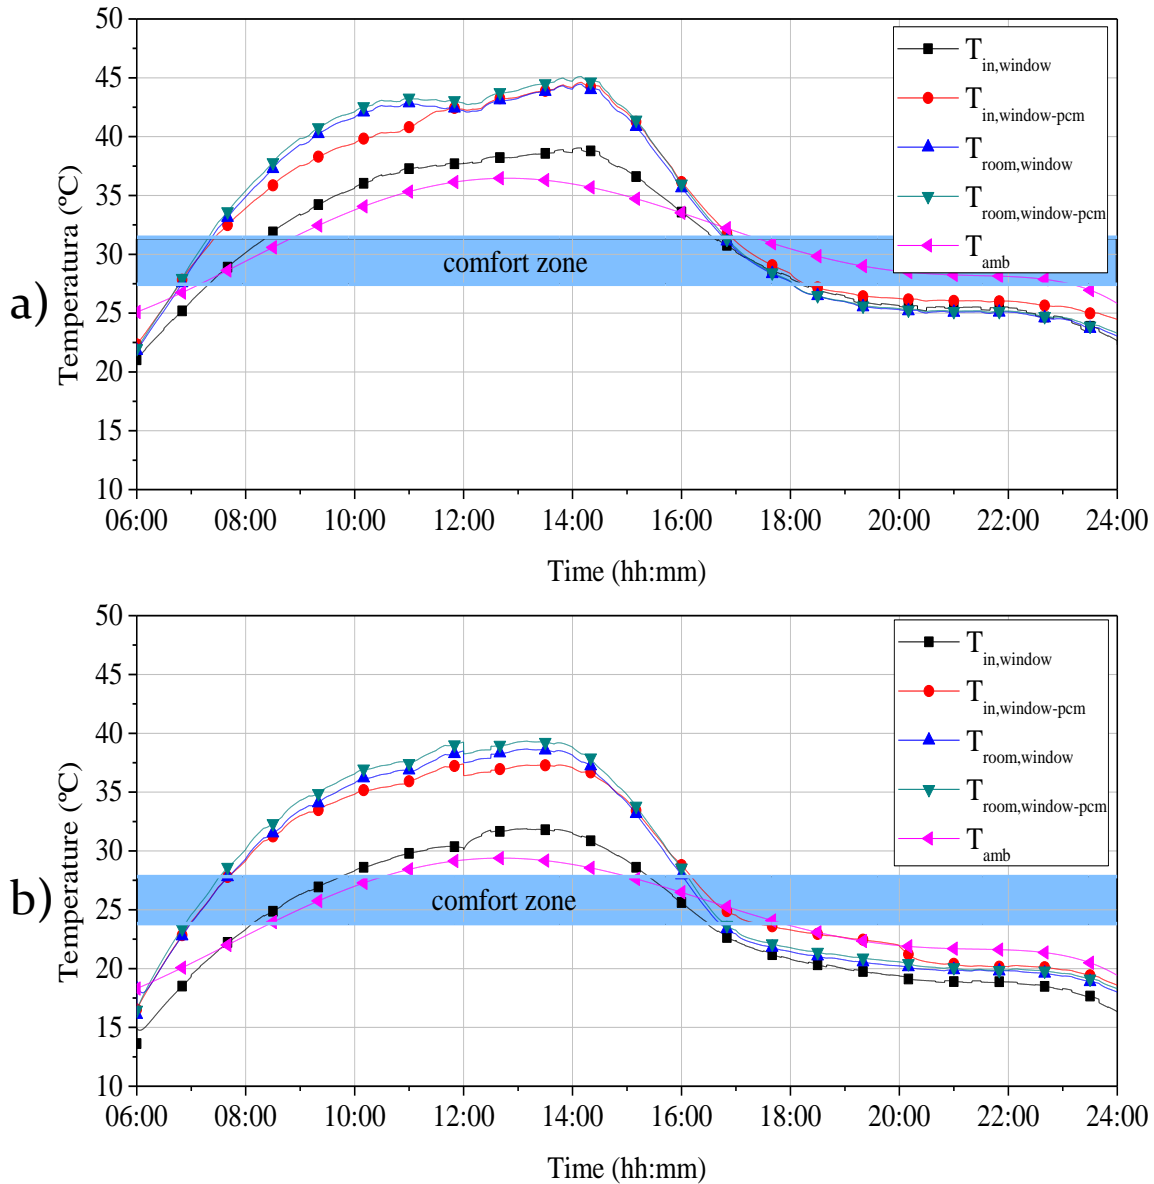 a)
Temperatura (ºC)
50
45
40
35
30
25
20
15
10
T in,window
T in,window-pcm
T room,window
T room,window-pcm
T amb
comfort zone
06:00 08:00 10:00 12:00 14:00 16:00 18:00 20:00 22:00 24:00
Time (hh:mm)
b)
Temperature (ºC)
50
45
40
35
30
25
20
15
10
T in,window
T in,window-pcm
T room,window
T room,window-pcm
T amb
comfort zone
06:00 08:00 10:00 12:00 14:00 16:00 18:00 20:00 22:00 24:00
Time (hh:mm)